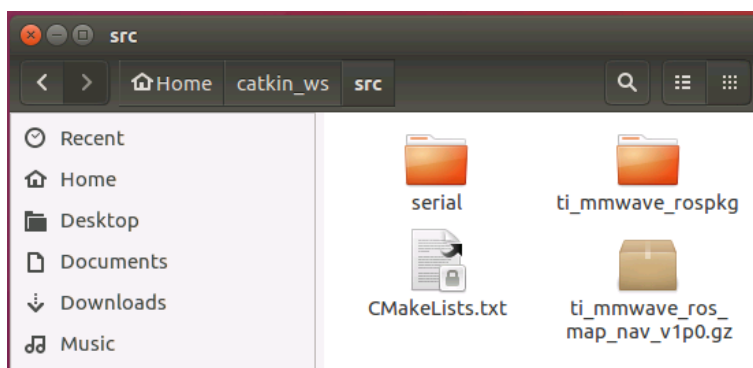 src
Home catkin_ws src
Recent
Home
Desktop
Documents
Downloads
Music
serial
ti_mmwave_rospkg
CMakeLists.txt
ti_mmwave_ros_
map_nav_v1p0.gz